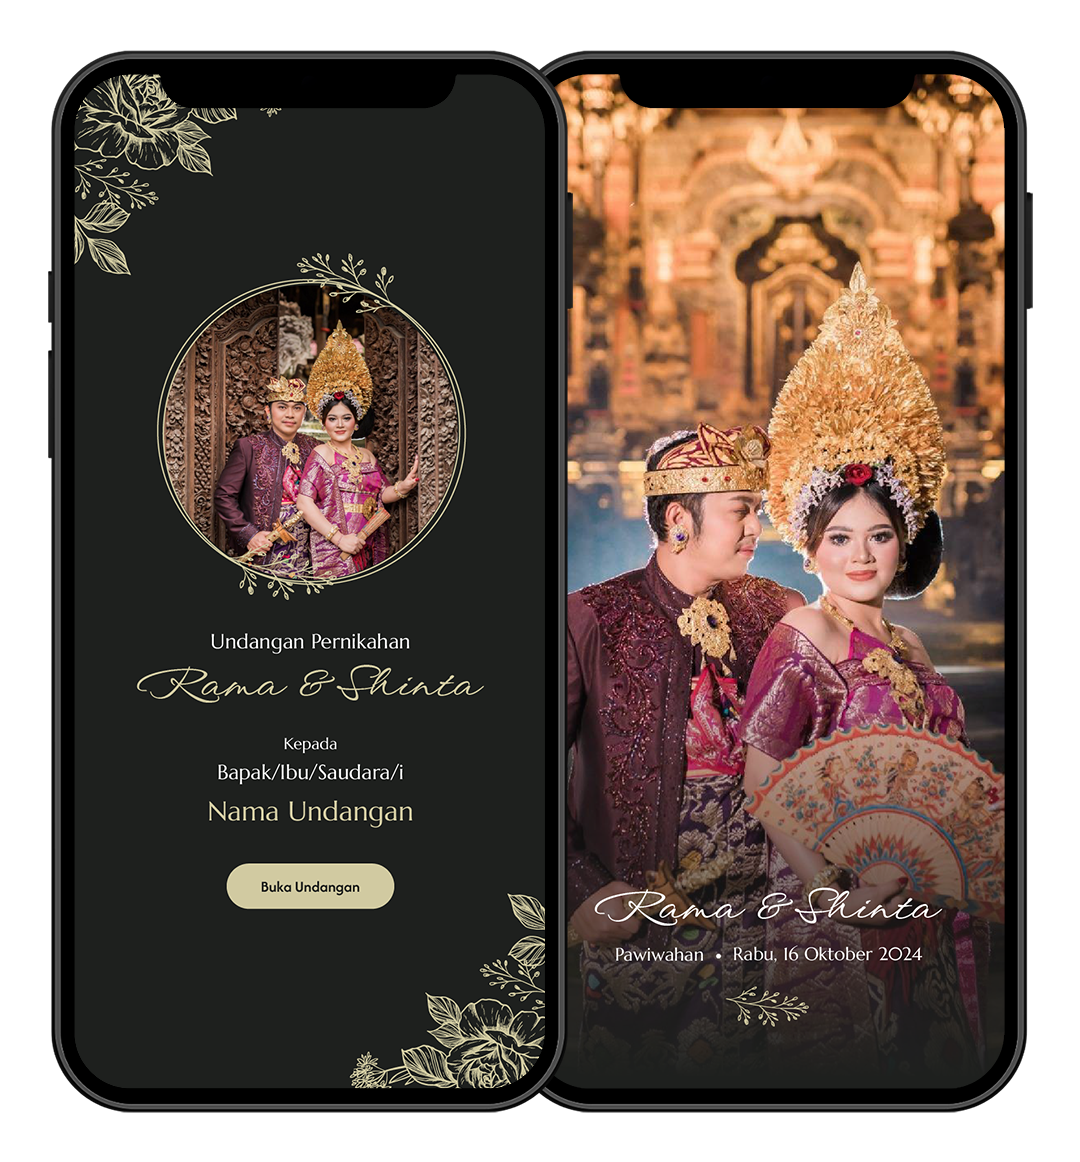 Undangan Pernikahan
Rama & Shinta
Kepada
Bapak/Ibu/Saudara/i
Nama Undangan
Buka Undangan
Rama & Shinta
Pawiwahan • Rabu, 16 Oktober 2024